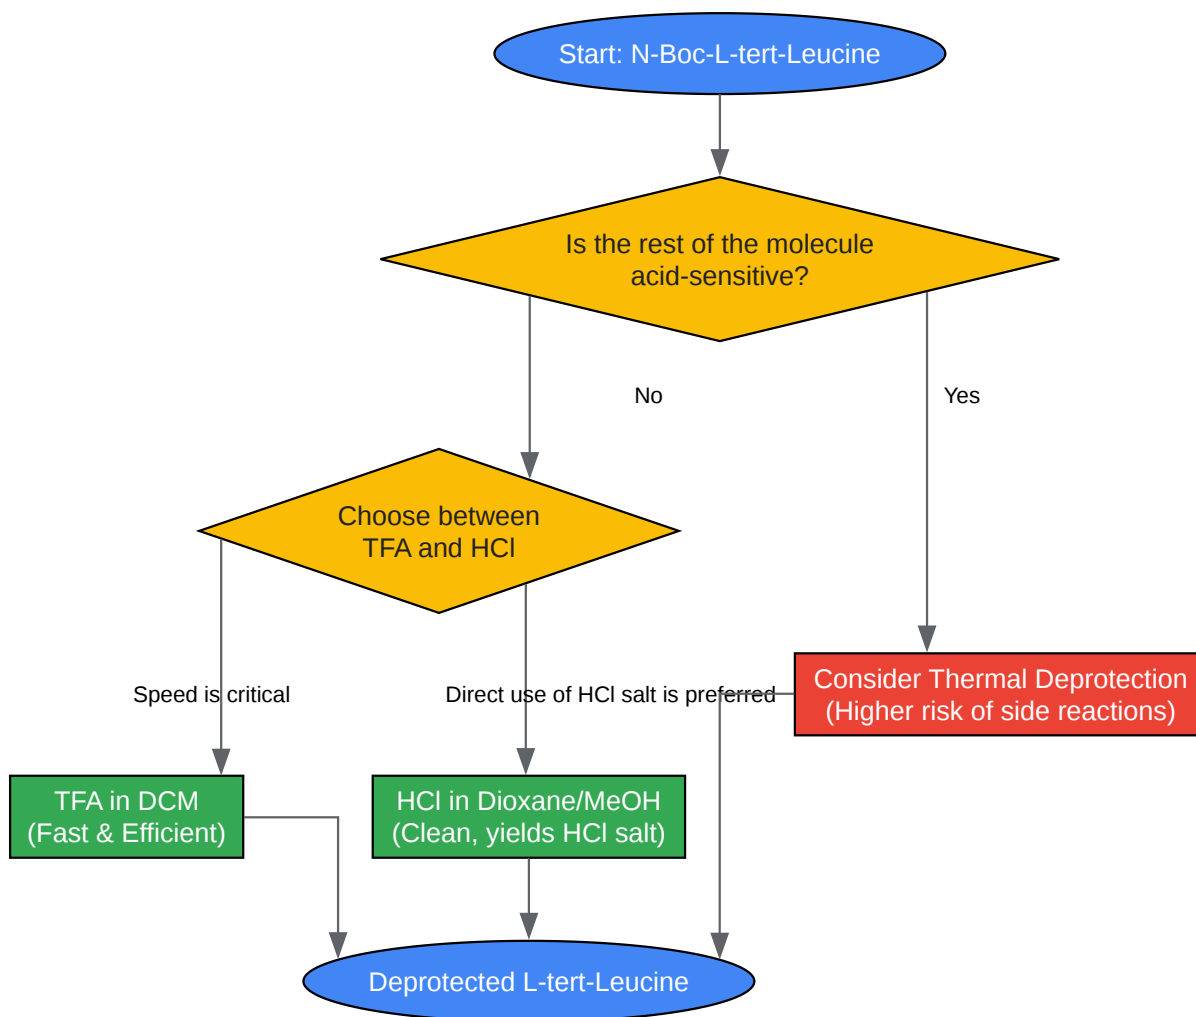 Start: N-Boc-L-tert-Leucine
Is the rest of the molecule
acid-sensitive?
No
Yes
Choose between
TFA and HCl
Speed is critical
Direct use of HCl salt is preferred
Consider Thermal Deprotection
(Higher risk of side reactions)
TFA in DCM
(Fast & Efficient)
HCl in Dioxane/MeOH
(Clean, yields HCl salt)
Deprotected L-tert-Leucine